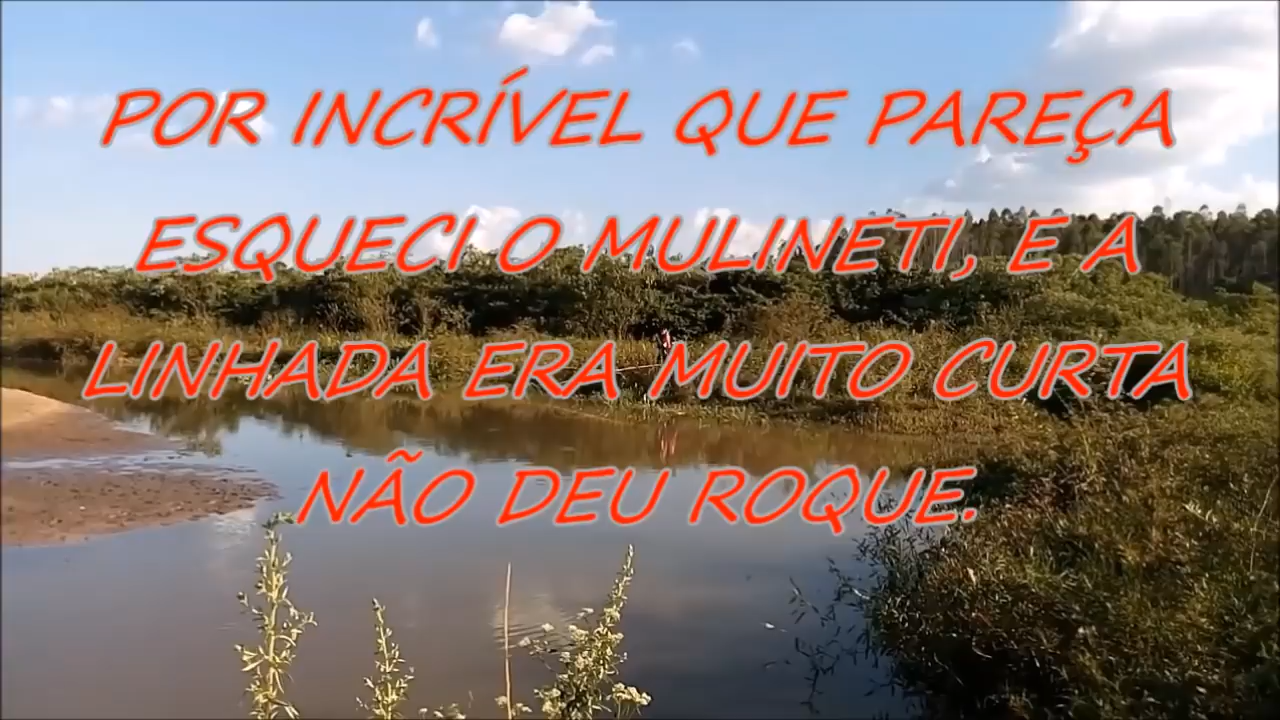 POR INCRÍVEL QUE PAREÇA
ESQUECI O MULINETI, E A
LINHADA ERA MUITO CURTA
NÃO DEU ROQUE.